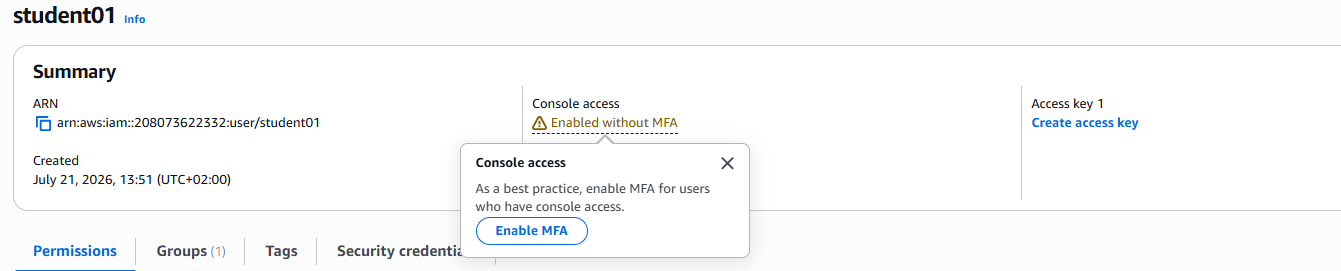 student01 Info
Summary
ARN
arn:aws:iam::208073622332:user/student01
Created
July 21, 2026, 13:51 (UTC+02:00)
Console access
Enabled without MFA
Console access
As a best practice, enable MFA for users
who have console access.
Enable MFA
Access key 1
Create access key
Permissions
Groups (1)
Tags
Security credentia